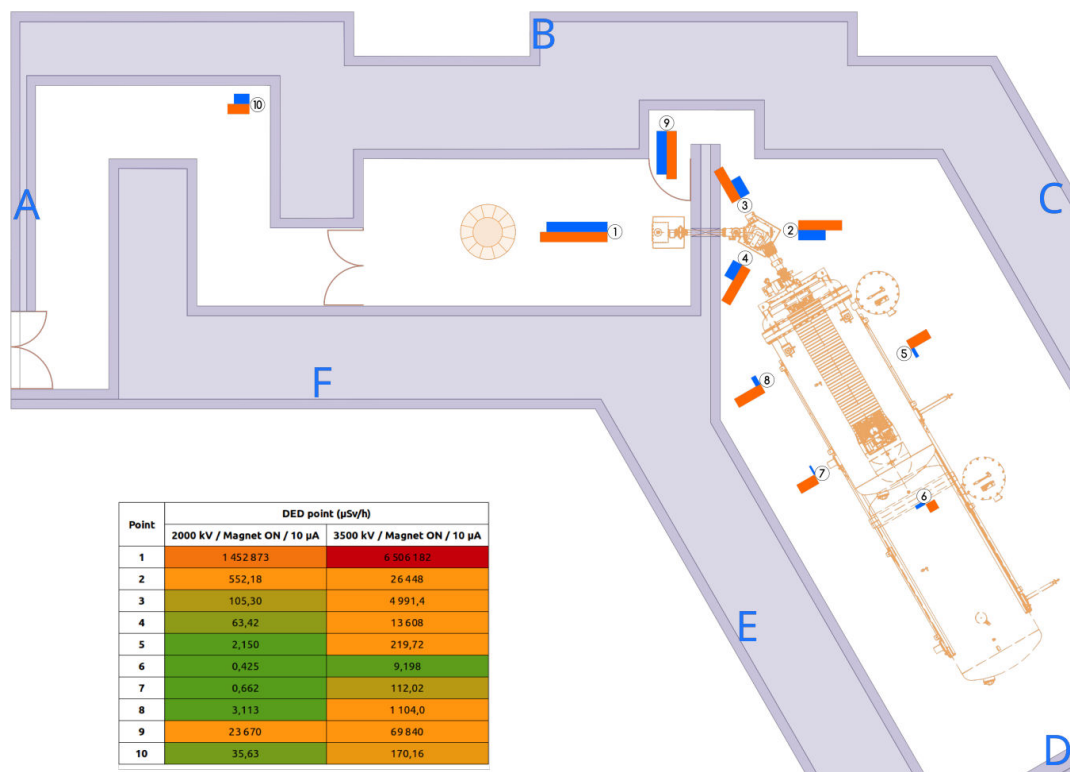 B
10
9
A
C
3
2
1
4
5
F
8
7
6
E
D
Point DED point (µSv/h)
2000 kV / Magnet ON / 10 µA 3500 kV / Magnet ON / 10 µA
1 1 452 873 6 506 182
2 552,18 26 448
3 105,30 4 991,4
4 63,42 13 608
5 2,150 219,72
6 0,425 9,198
7 0,662 112,02
8 3,113 1 104,0
9 23 670 69 840
10 35,63 170,16